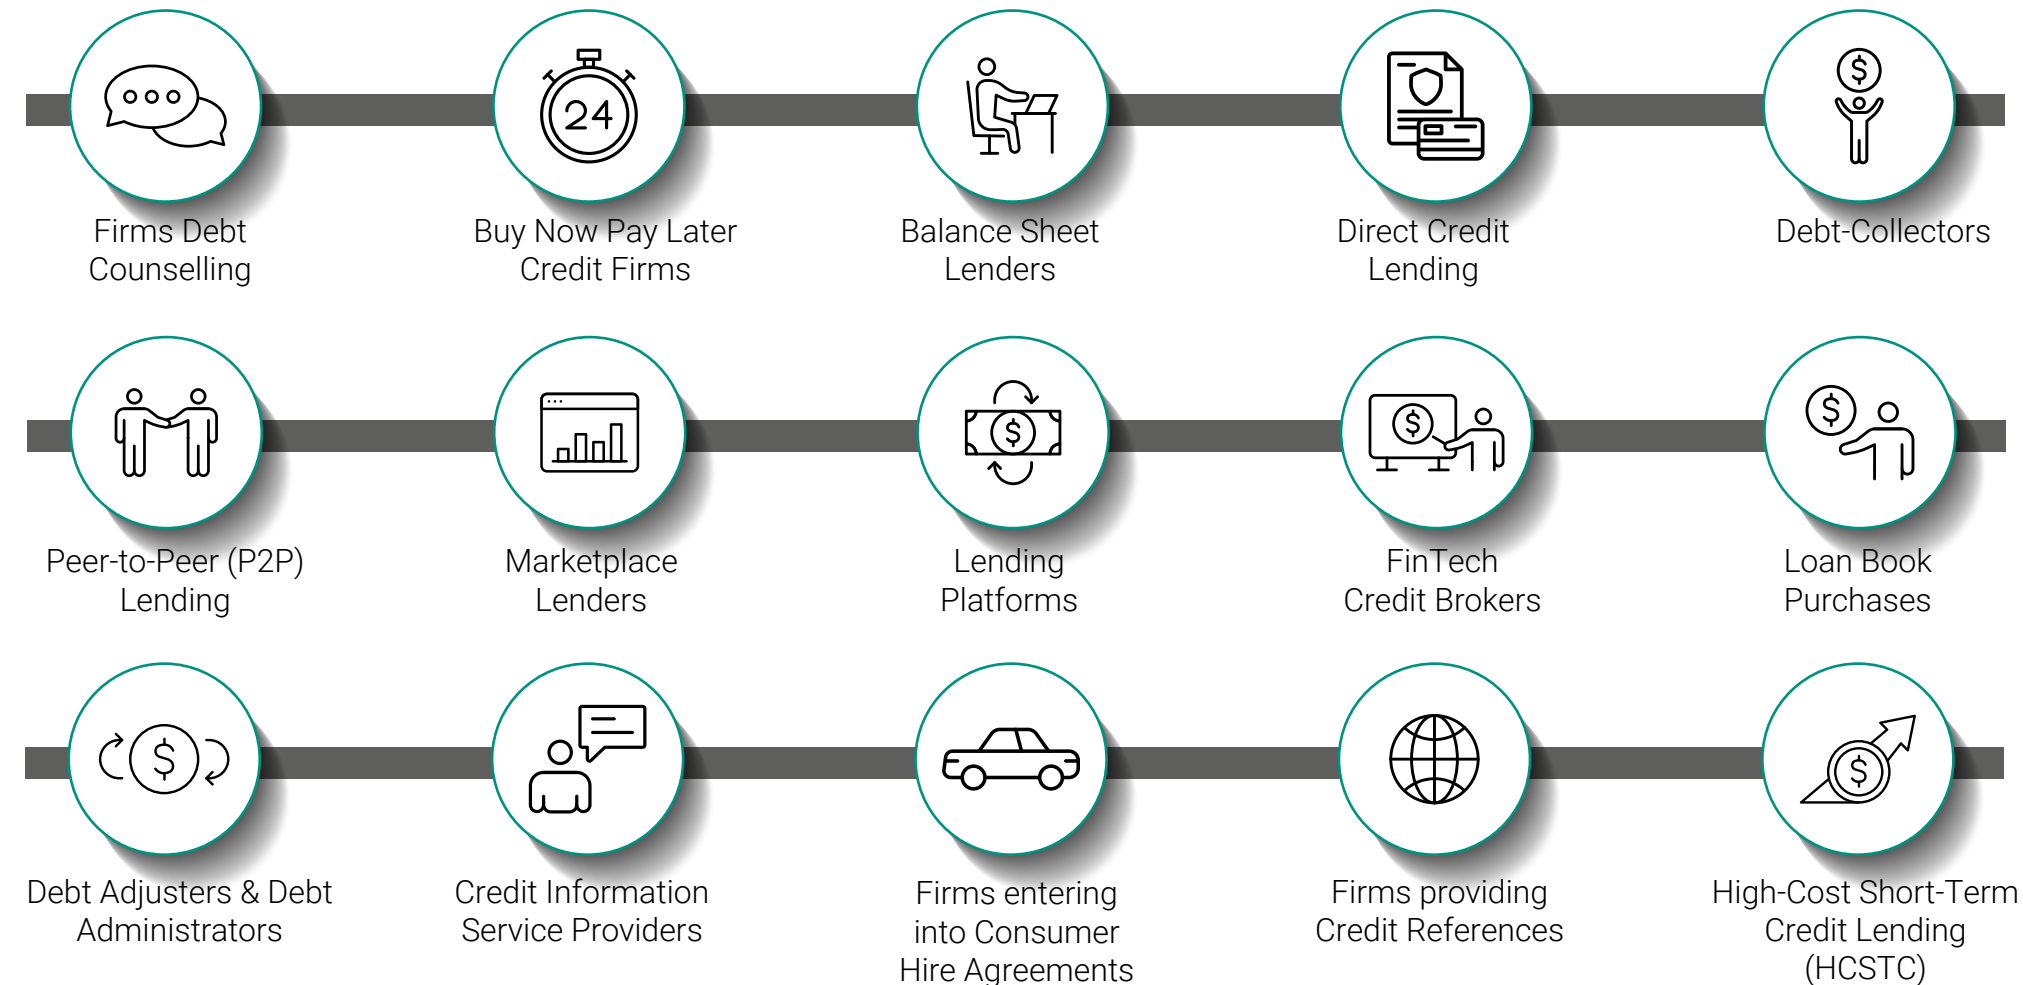 24
Firms Debt
Counselling
Buy Now Pay Later
Credit Firms
Balance Sheet
Lenders
Direct Credit
Lending
$
Debt-Collectors
Peer-to-Peer (P2P)
Lending
Marketplace
Lenders
$
Lending
Platforms
$
FinTech
Credit Brokers
$
Loan Book
Purchases
$
Debt Adjusters & Debt
Administrators
Credit Information
Service Providers
Firms entering
into Consumer
Hire Agreements
Firms providing
Credit References
$
High-Cost Short-Term
Credit Lending
(HCSTC)